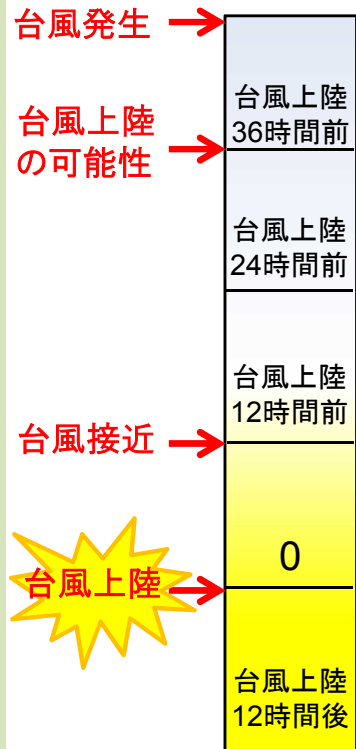 台風発生
台風上陸
36時間前
台風上陸
の可能性
台風上陸
24時間前
台風上陸
12時間前
台風接近
0
台風上陸
台風上陸
12時間後